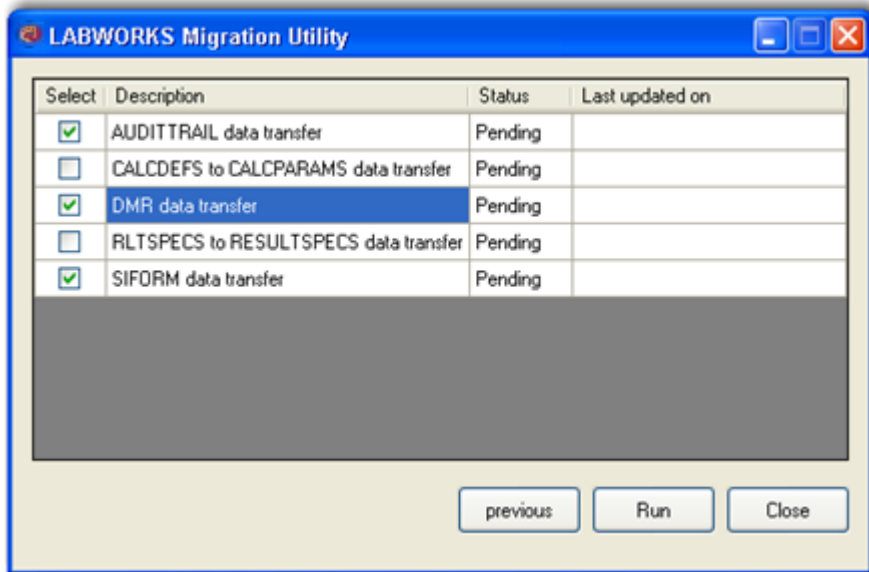 LABWORKS Migration Utility
Select Description Status Last updated on
AUDITTRAIL data transfer Pending
CALCDEFS to CALCPARAMS data transfer Pending
DMR data transfer Pending
RLTSPECS to RESULTSPECS data transfer Pending
SIFORM data transfer Pending
previous Run Close